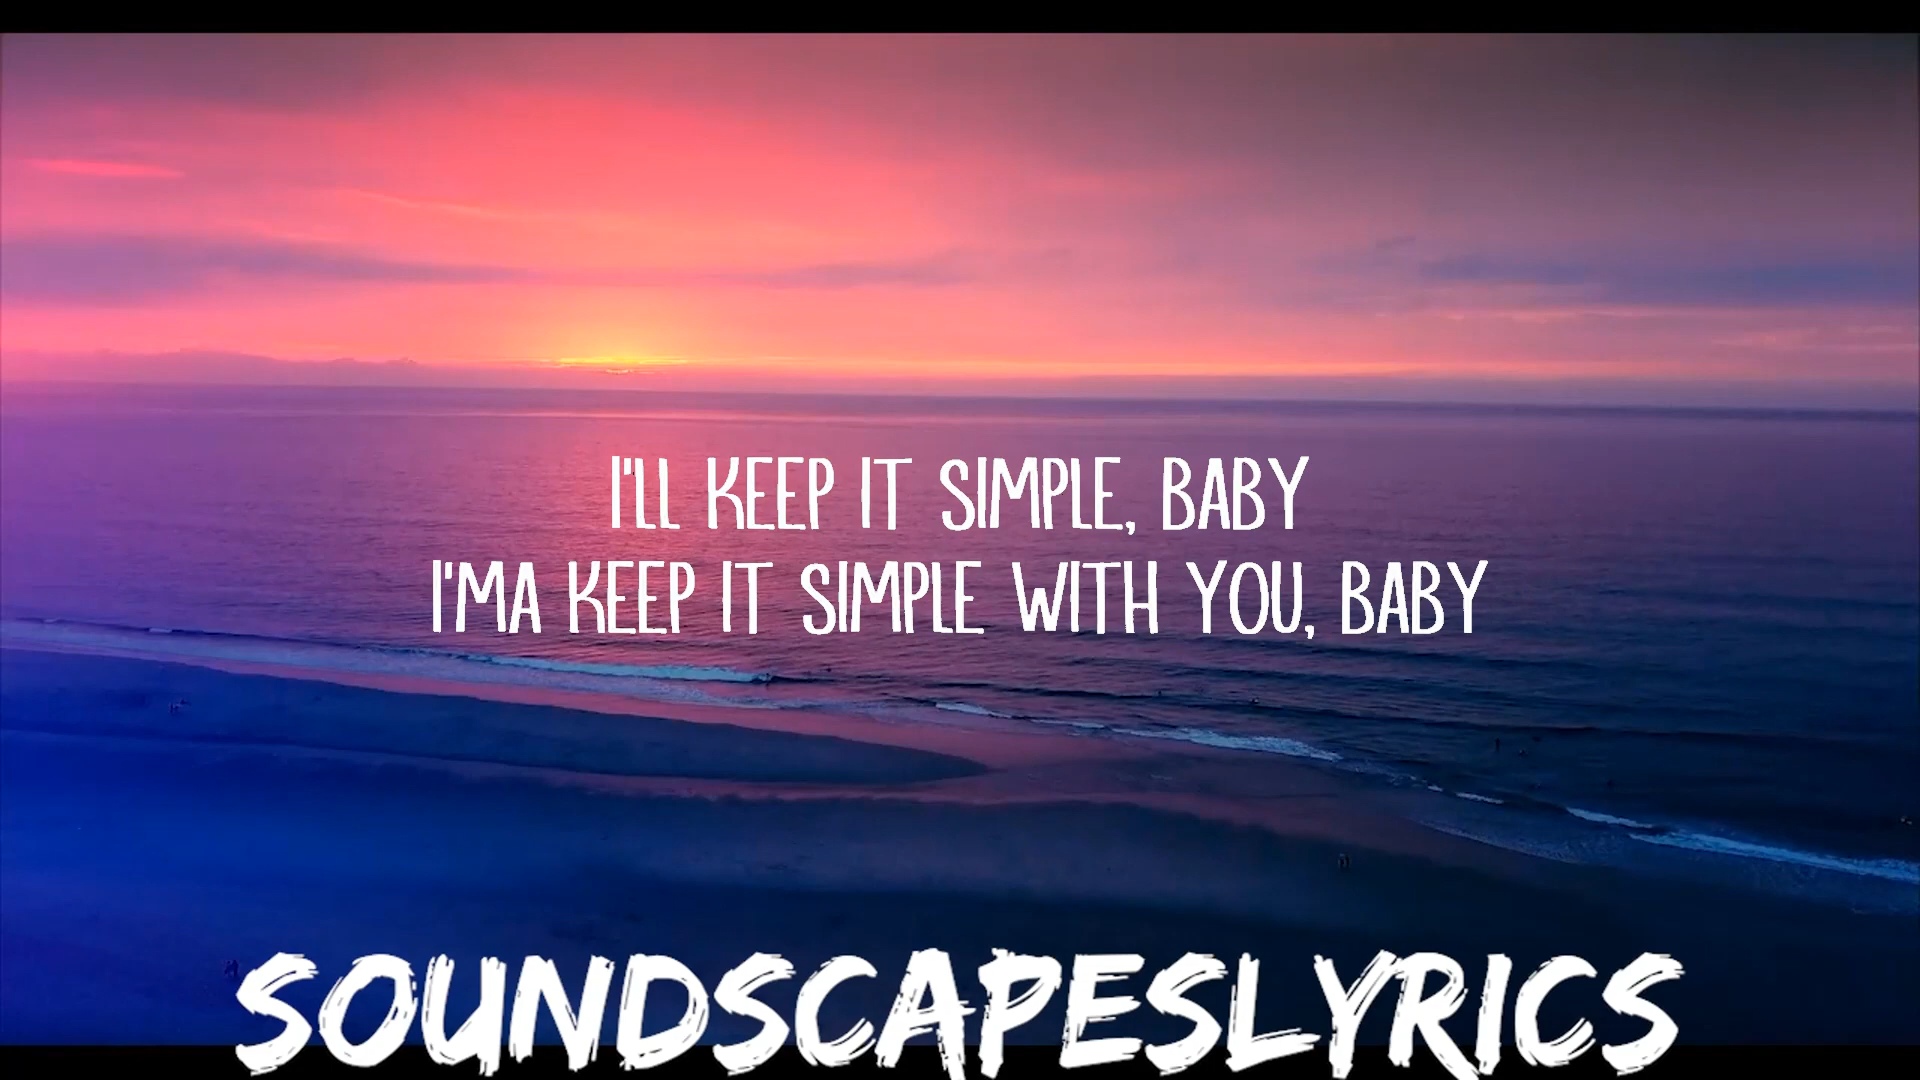 I'LL KEEP IT SIMPLE, BABY
I'MA KEEP IT SIMPLE WITH YOU, BABY
SOUNDSCAPESLYRICS